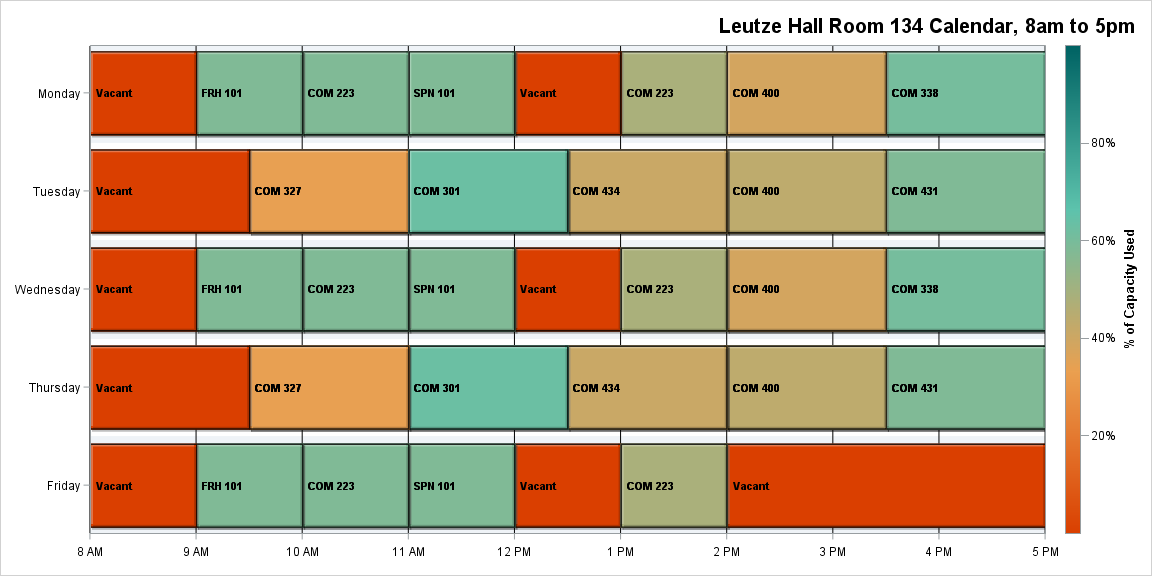 Leutze Hall Room 134 Calendar, 8am to 5pm
Monday
Vacant
FRH 101
COM 223
SPN 101
Vacant
COM 223
COM 400
COM 338
Tuesday
Vacant
COM 327
COM 301
COM 434
COM 400
COM 431
Wednesday
Vacant
FRH 101
COM 223
SPN 101
Vacant
COM 223
COM 400
COM 338
Thursday
Vacant
COM 327
COM 301
COM 434
COM 400
COM 431
Friday
Vacant
FRH 101
COM 223
SPN 101
Vacant
COM 223
Vacant
8 AM
9 AM
10 AM
11 AM
12 PM
1 PM
2 PM
3 PM
4 PM
5 PM
80%
60%
40%
20%
% of Capacity Used